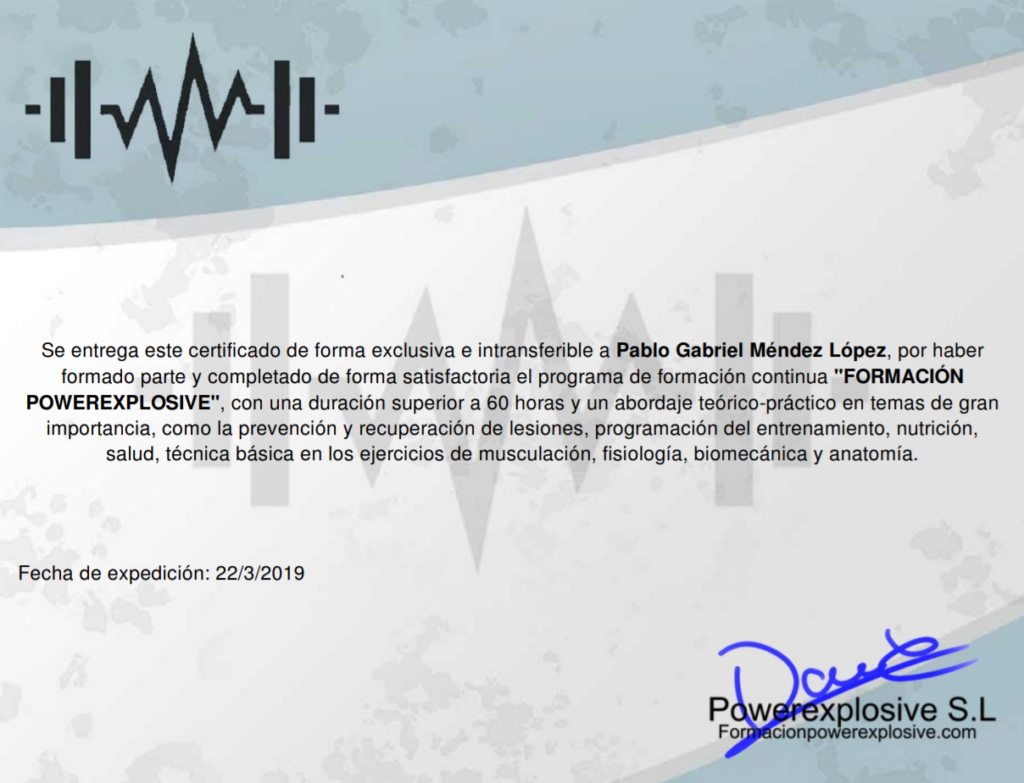 Se entrega este certificado de forma exclusiva e intransferible a Pablo Gabriel Méndez López, por haber
formado parte y completado de forma satisfactoria el programa de formación continua "FORMACIÓN
POWEREXPLOSIVE", con una duración superior a 60 horas y un abordaje teórico-práctico en temas de gran
importancia, como la prevención y recuperación de lesiones, programación del entrenamiento, nutrición,
salud, técnica básica en los ejercicios de musculación, fisiología, biomecánica y anatomía.
Fecha de expedición: 22/3/2019
Powerexplosive S.L
Formacionpowerexplosive.com